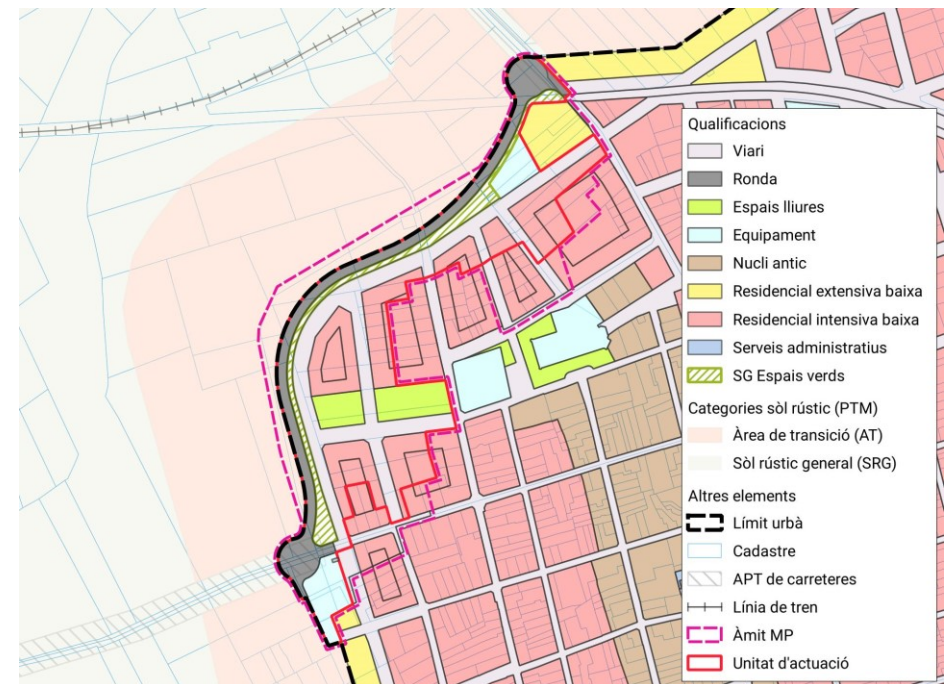 Qualificacions
Viari
Ronda
Espais lliures
Equipament
Nucli antic
Residencial extensiva baixa
Residencial intensiva baixa
Serveis administratius
SG Espais verds
Categories sòl rústic (PTM)
Àrea de transició (AT)
Sòl rústic general (SRG)
Altres elements
Límit urbà
Cadastre
APT de carreteres
Línia de tren
Àmit MP
Unitat d'actuació